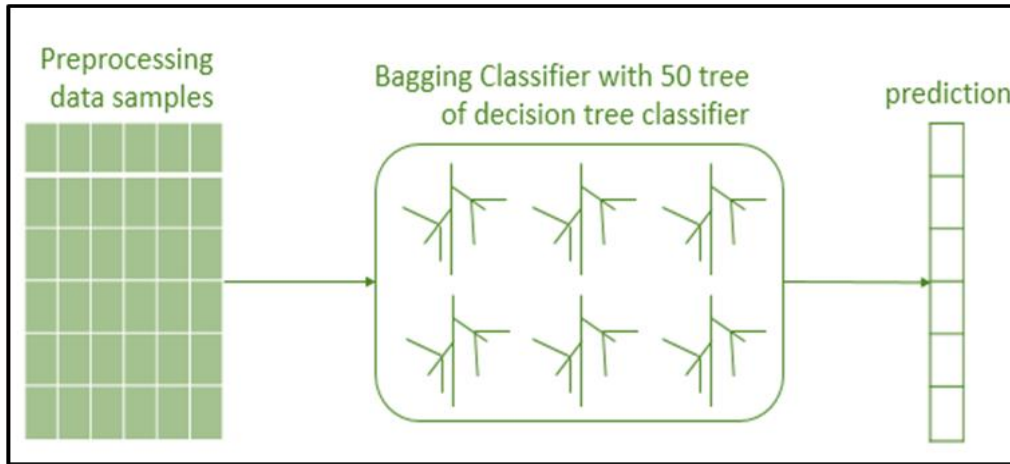 Preprocessing
data samples
Bagging Classifier with 50 tree
of decision tree classifier
prediction